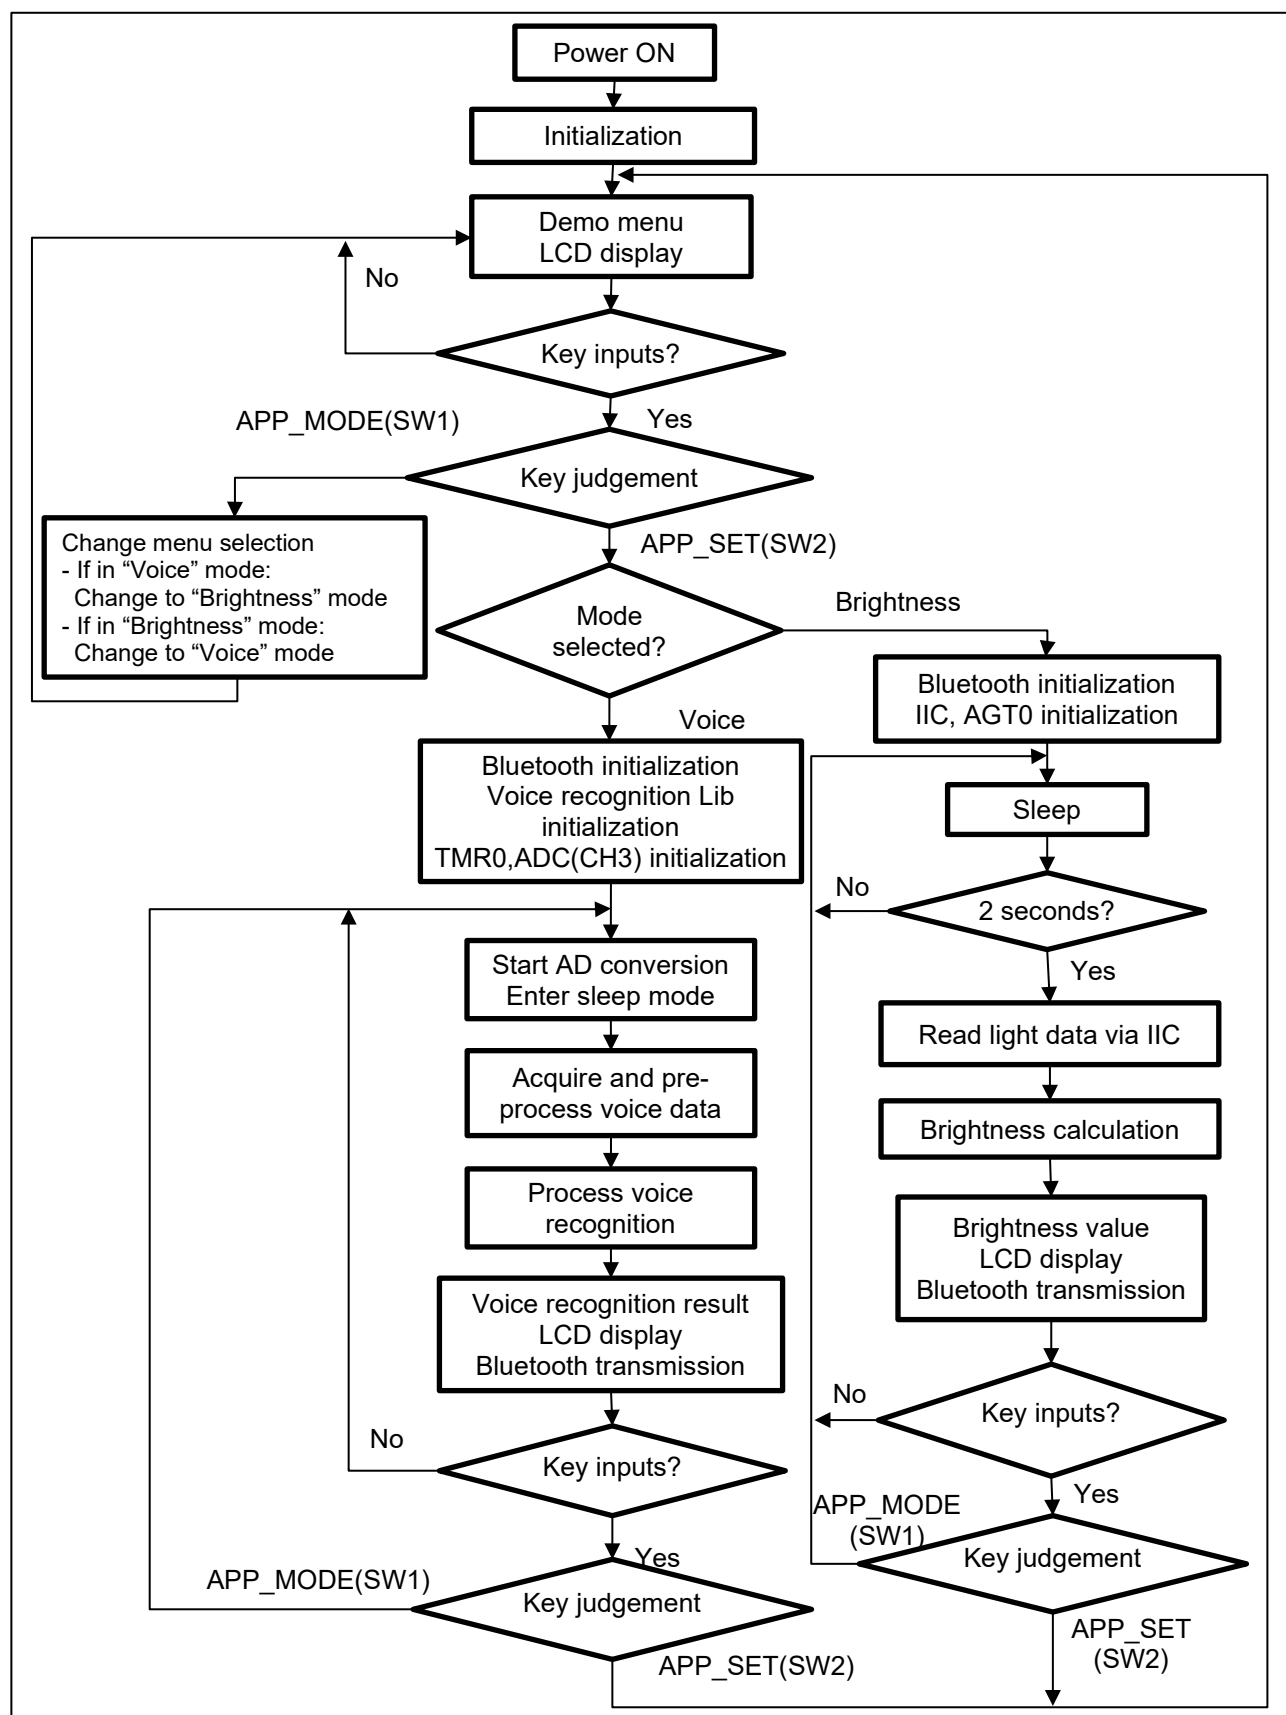 Power ON
Initialization
Demo menu
LCD display
No
Key inputs?
APP_MODE(SW1)
Yes
Key judgement
Change menu selection
- If in “Voice” mode:
Change to “Brightness” mode
- If in “Brightness” mode:
Change to “Voice” mode
APP_SET(SW2)
Mode
selected?
Brightness
Voice
Bluetooth initialization
IIC, AGT0 initialization
Bluetooth initialization
Voice recognition Lib
initialization
TMR0,ADC(CH3) initialization
Sleep
No
2 seconds?
Yes
Start AD conversion
Enter sleep mode
Read light data via IIC
Acquire and pre-
process voice data
Brightness calculation
Process voice
recognition
Brightness value
LCD display
Bluetooth transmission
Voice recognition result
LCD display
Bluetooth transmission
No
Key inputs?
No
Key inputs?
Yes
APP_MODE
(SW1)
Key judgement
Yes
APP_MODE(SW1)
Key judgement
APP_SET
(SW2)
APP_SET(SW2)